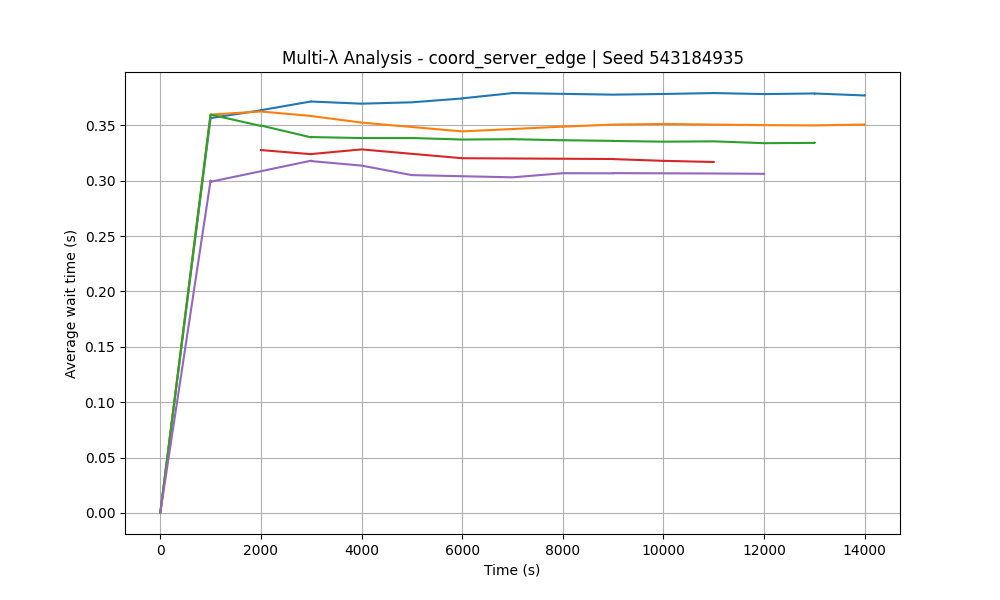 Multi-λ Analysis - coord_server_edge | Seed 543184935
Average wait time (s)
0.35
0.30
0.25
0.20
0.15
0.10
0.05
0.00
0 2000 4000 6000 8000 10000 12000 14000
Time (s)